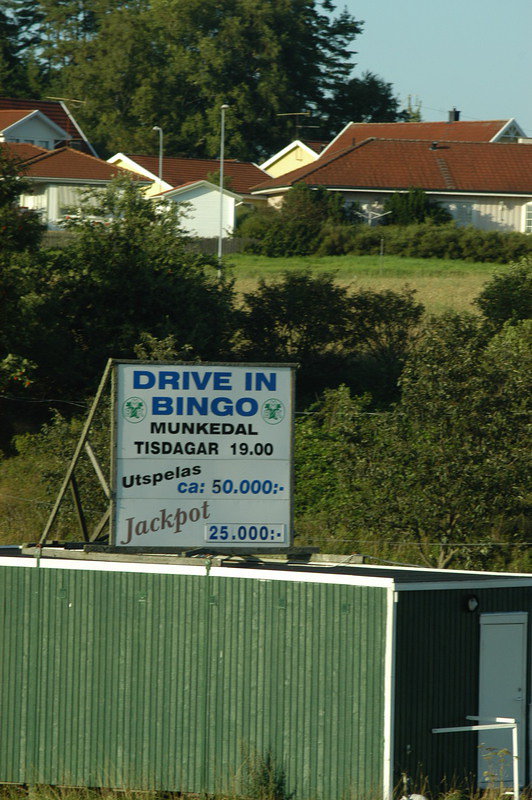 DRIVE IN
BINGO
MUNKEDAL
TISDAGAR 19.00
Utspelas
ca: 50.000:-
Jackpot
25.000:-